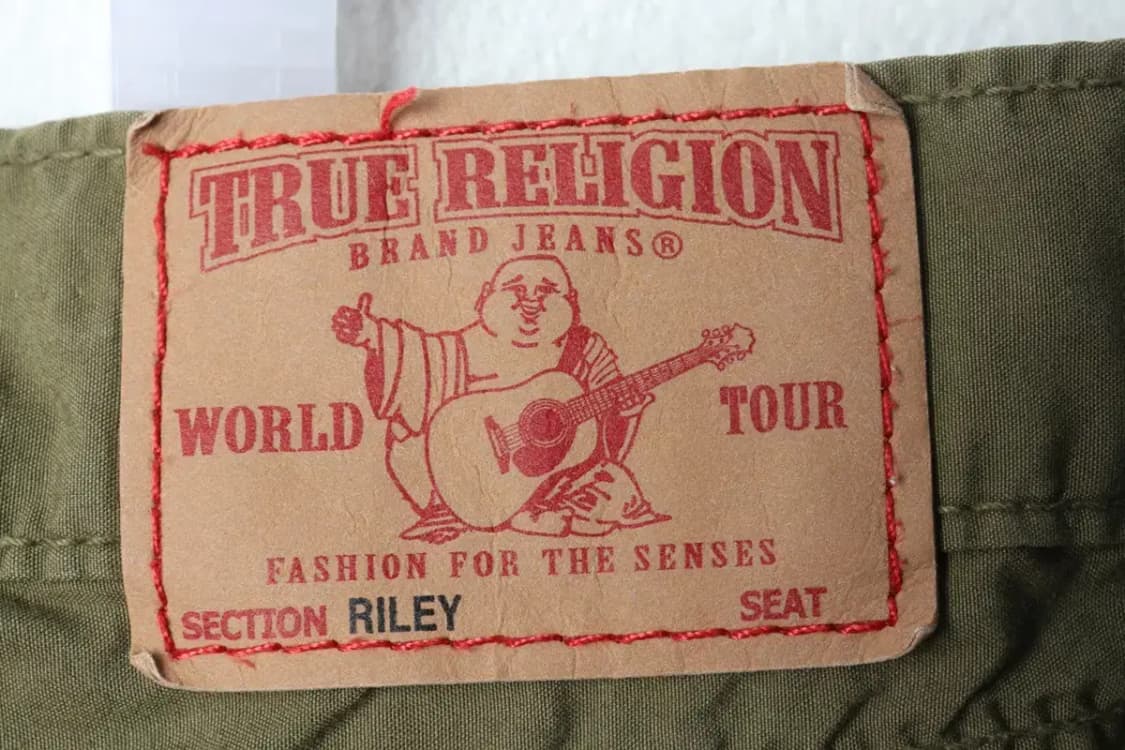 TRUE RELIGION
BRAND JEANS®
WORLD TOUR
FASHION FOR THE SENSES
SECTION RILEY SEAT